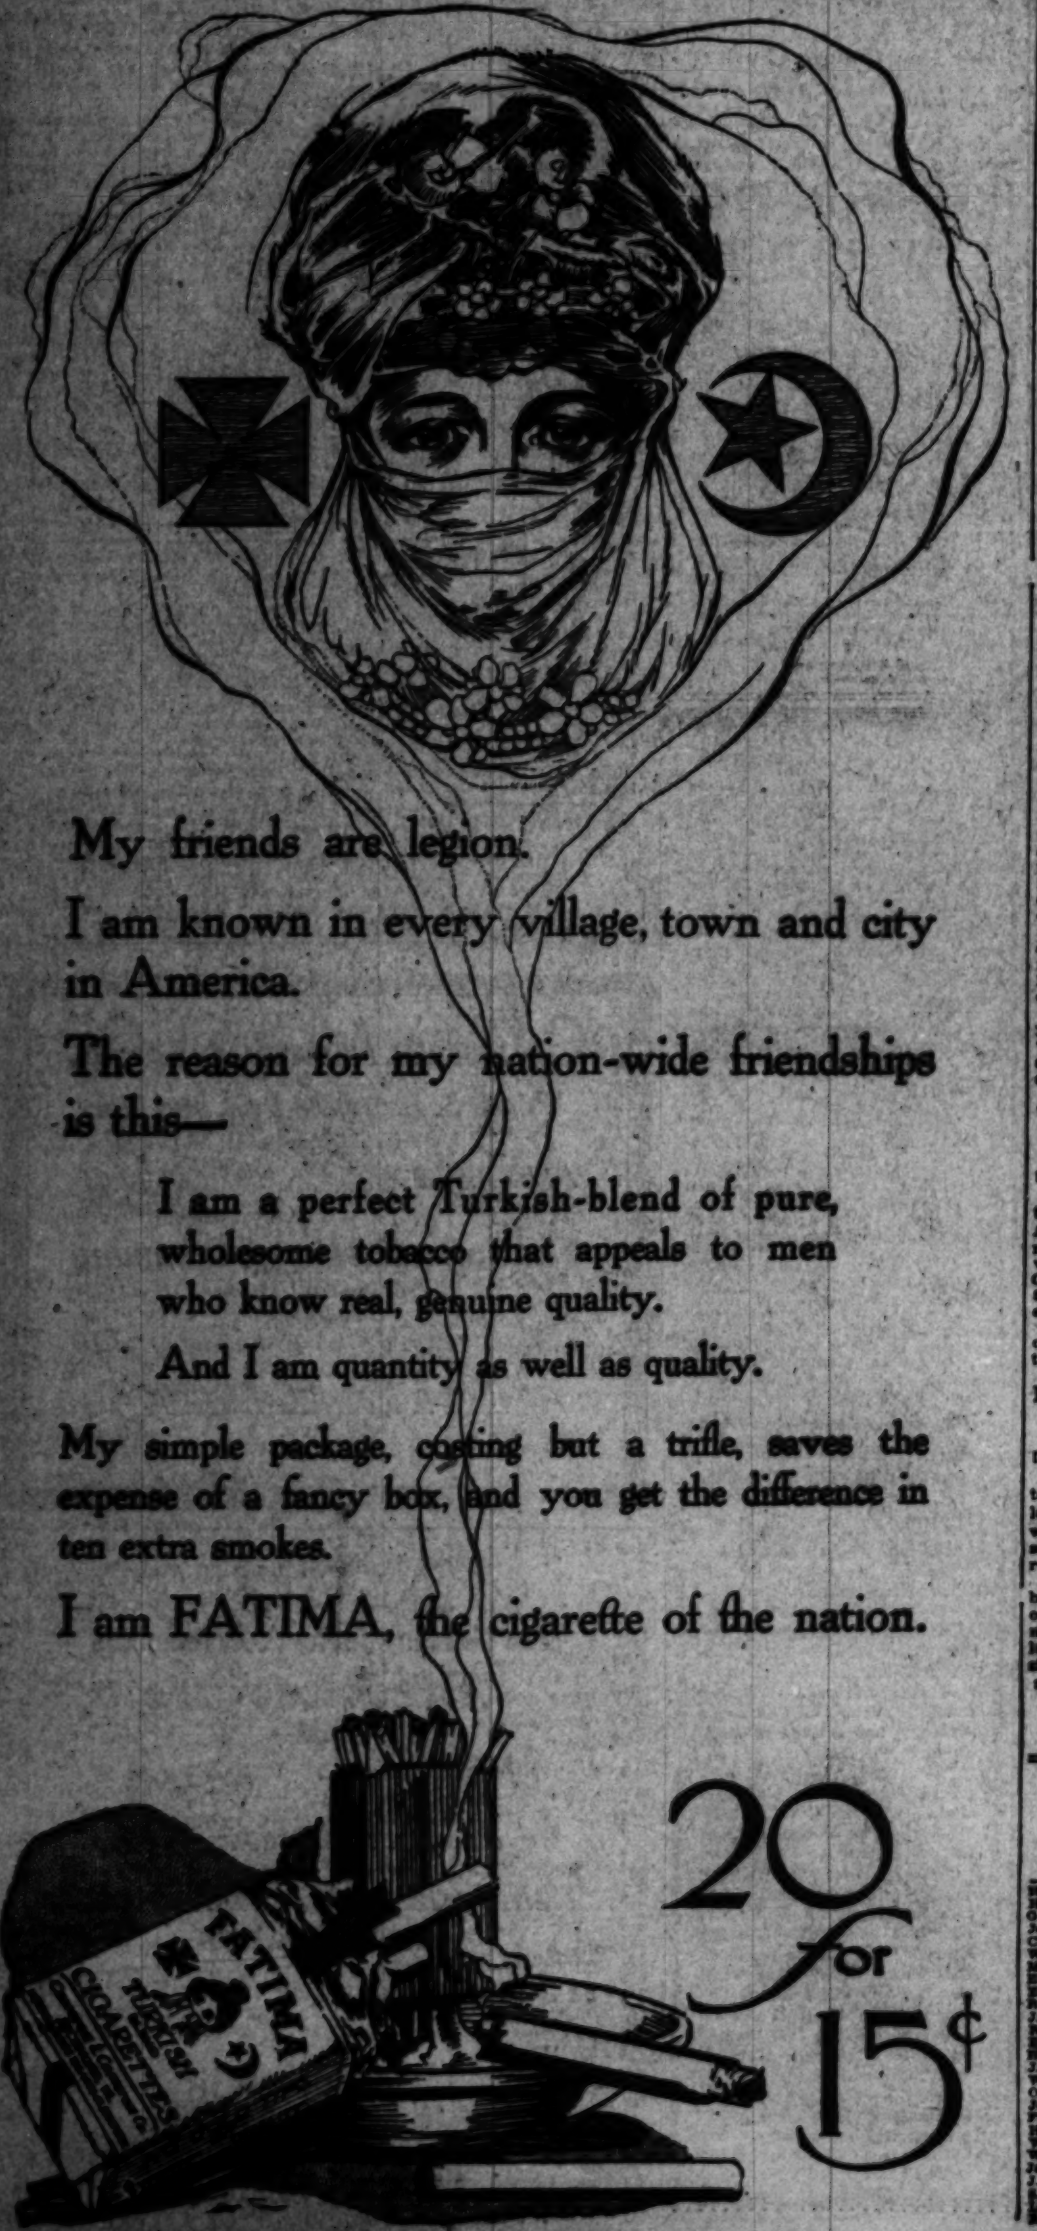 My friends are legion.
I am known in every village, town and city
in America.
The reason for my nation-wide friendships
is this—
I am a perfect Turkish-blend of pure,
wholesome tobacco that appeals to men
who know real, genuine quality.
And I am quantity as well as quality.
My simple package, costing but a trifle, saves the
expense of a fancy box, and you get the difference in
ten extra smokes.
I am FATIMA, the cigarette of the nation.
20
for
15¢
FATIMA
TURKISH
CIGARETTES